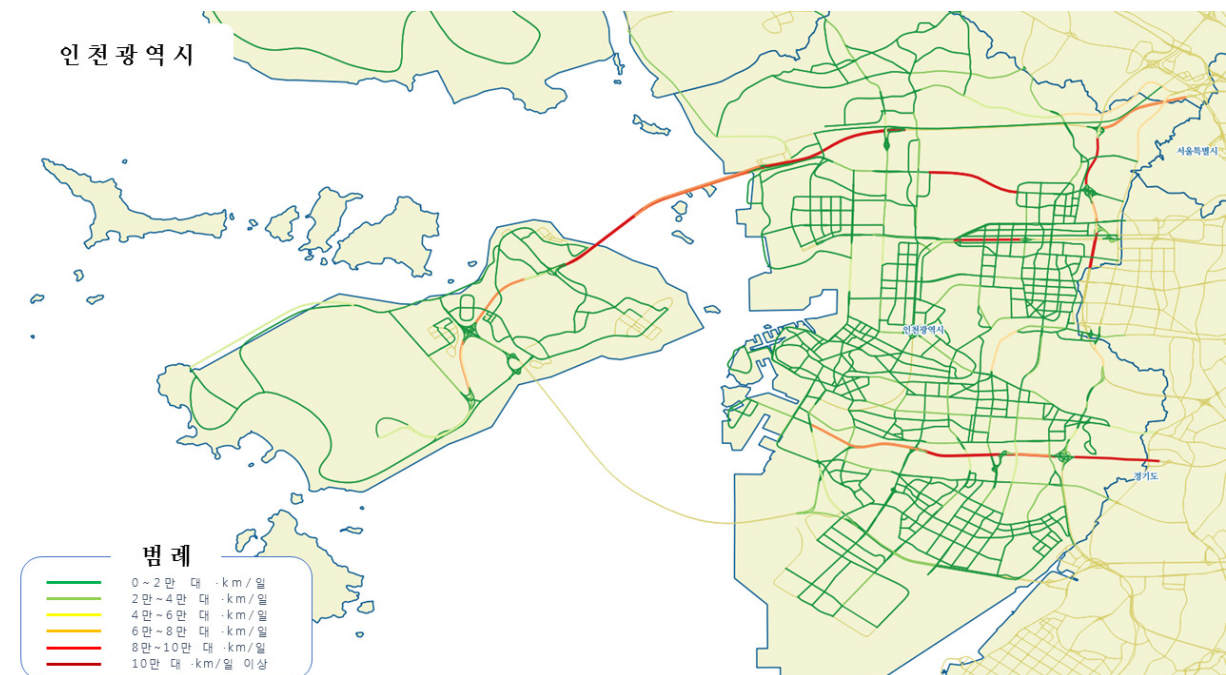 인천광역시
서울특별시
인천광역시
경기도
범례
0~2만 대 ·km/일
2만~4만 대 ·km/일
4만~6만 대 ·km/일
6만~8만 대 ·km/일
8만~10만 대 ·km/일
10만 대 ·km/일 이상